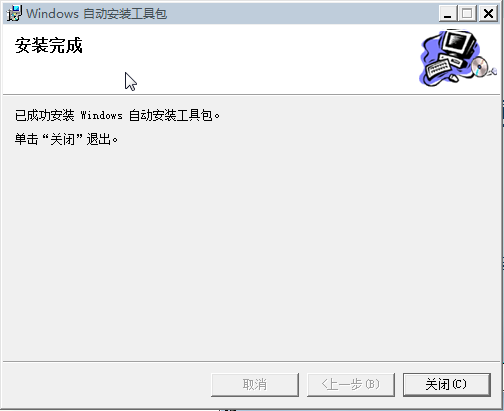 Windows 自动安装工具包
安装完成
已成功安装 Windows 自动安装工具包。
单击“关闭”退出。
取消
<上一步(B)
关闭(C)